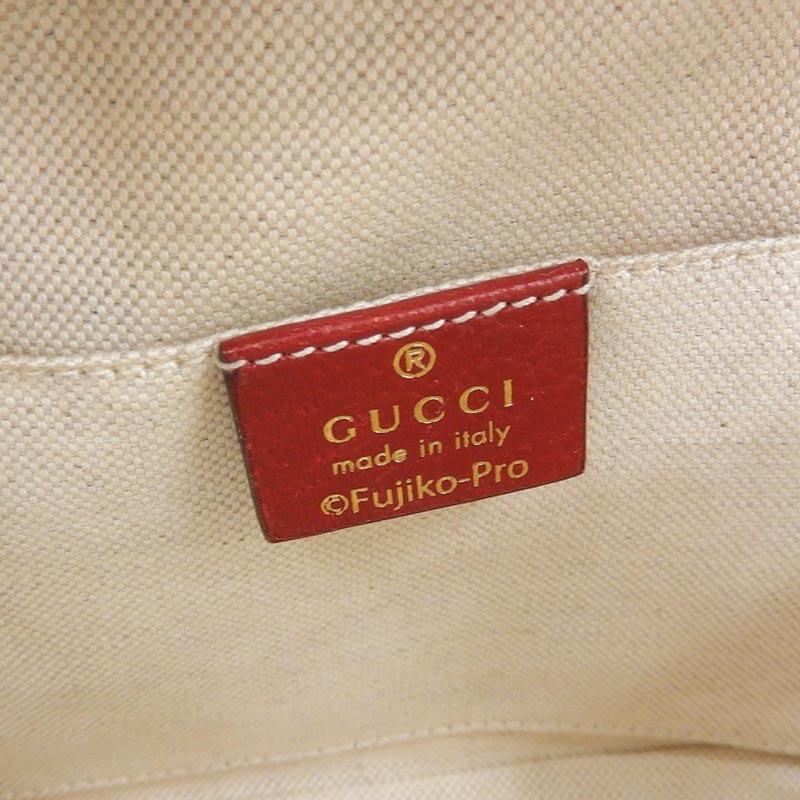 ®
GUCCI
made in italy
©Fujiko-Pro